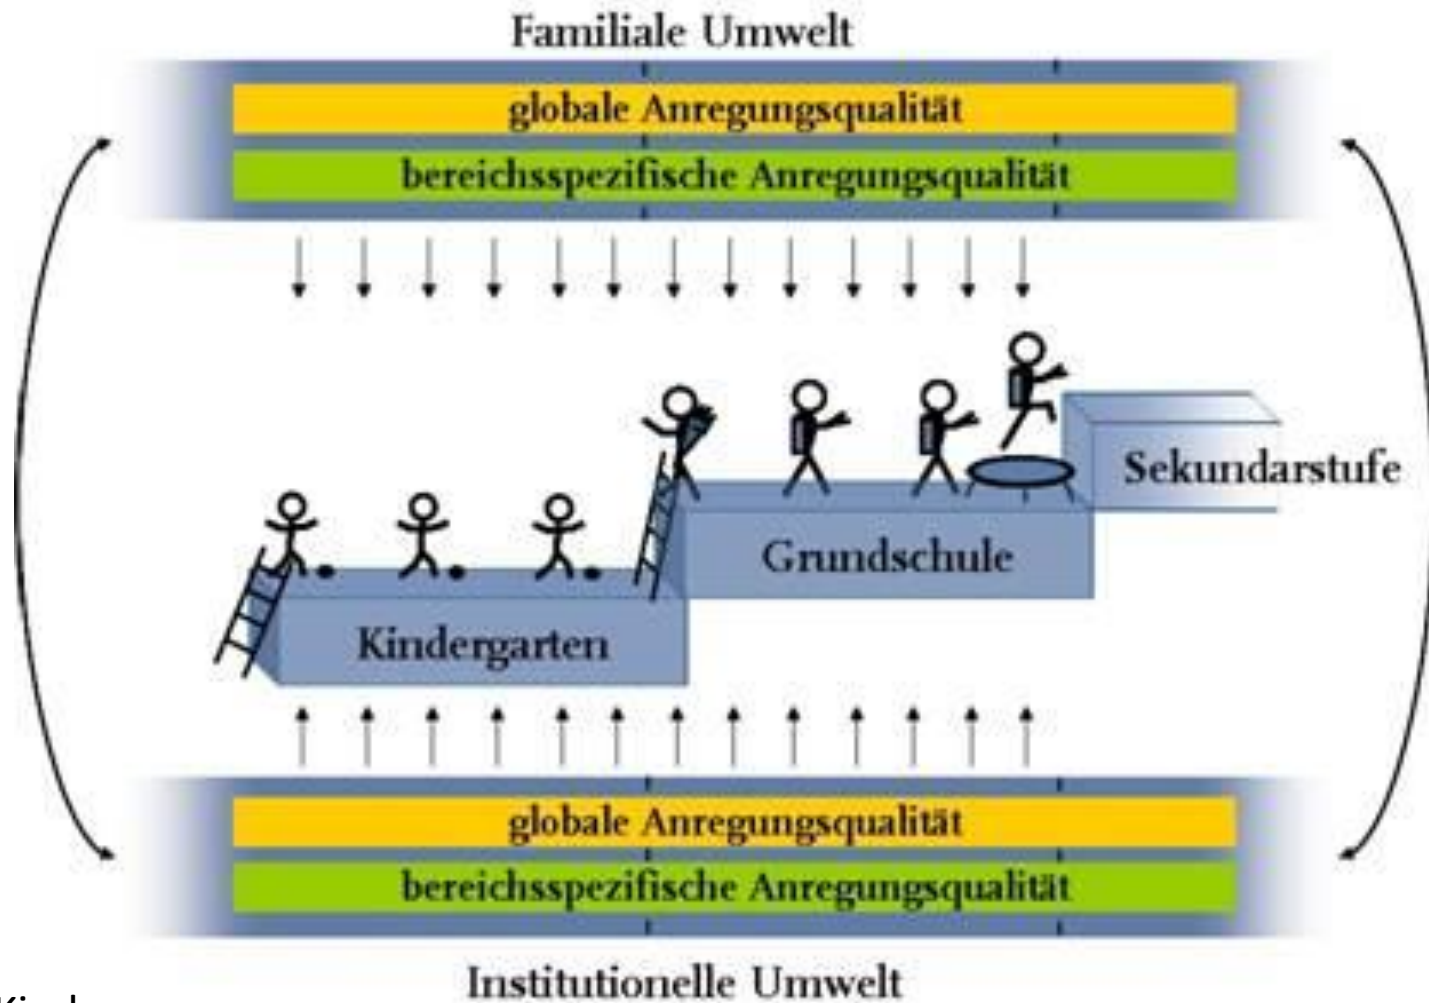 Familiale Umwelt
globale Anregungsqualität
bereichsspezifische Anregungsqualität
Sekundarstufe
Grundschule
Kindergarten
globale Anregungsqualität
bereichsspezifische Anregungsqualität
Institutionelle Umwelt